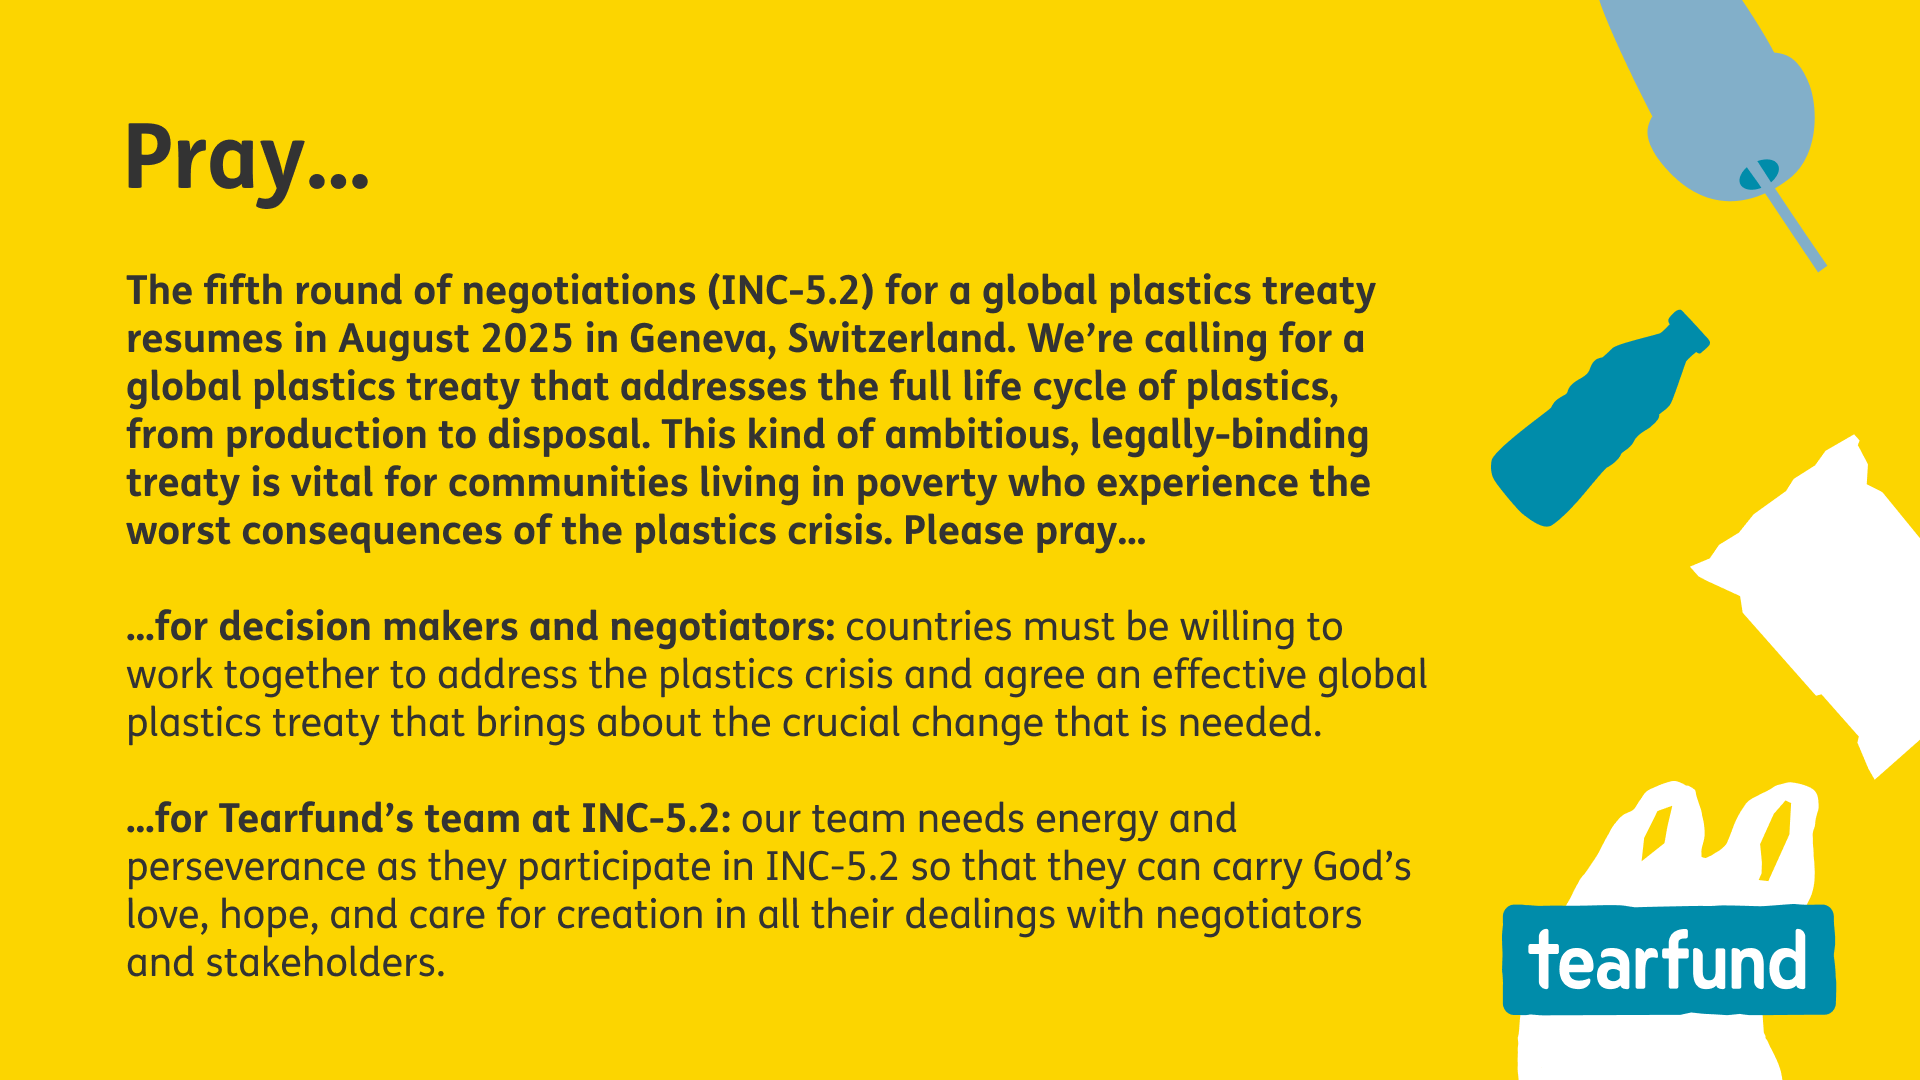 Pray...
The fifth round of negotiations (INC-5.2) for a global plastics treaty
resumes in August 2025 in Geneva, Switzerland. We’re calling for a
global plastics treaty that addresses the full life cycle of plastics,
from production to disposal. This kind of ambitious, legally-binding
treaty is vital for communities living in poverty who experience the
worst consequences of the plastics crisis. Please pray...
...for decision makers and negotiators: countries must be willing to
work together to address the plastics crisis and agree an effective global
plastics treaty that brings about the crucial change that is needed.
...for Tearfund’s team at INC-5.2: our team needs energy and
perseverance as they participate in INC-5.2 so that they can carry God’s
love, hope, and care for creation in all their dealings with negotiators
and stakeholders.
tearfund